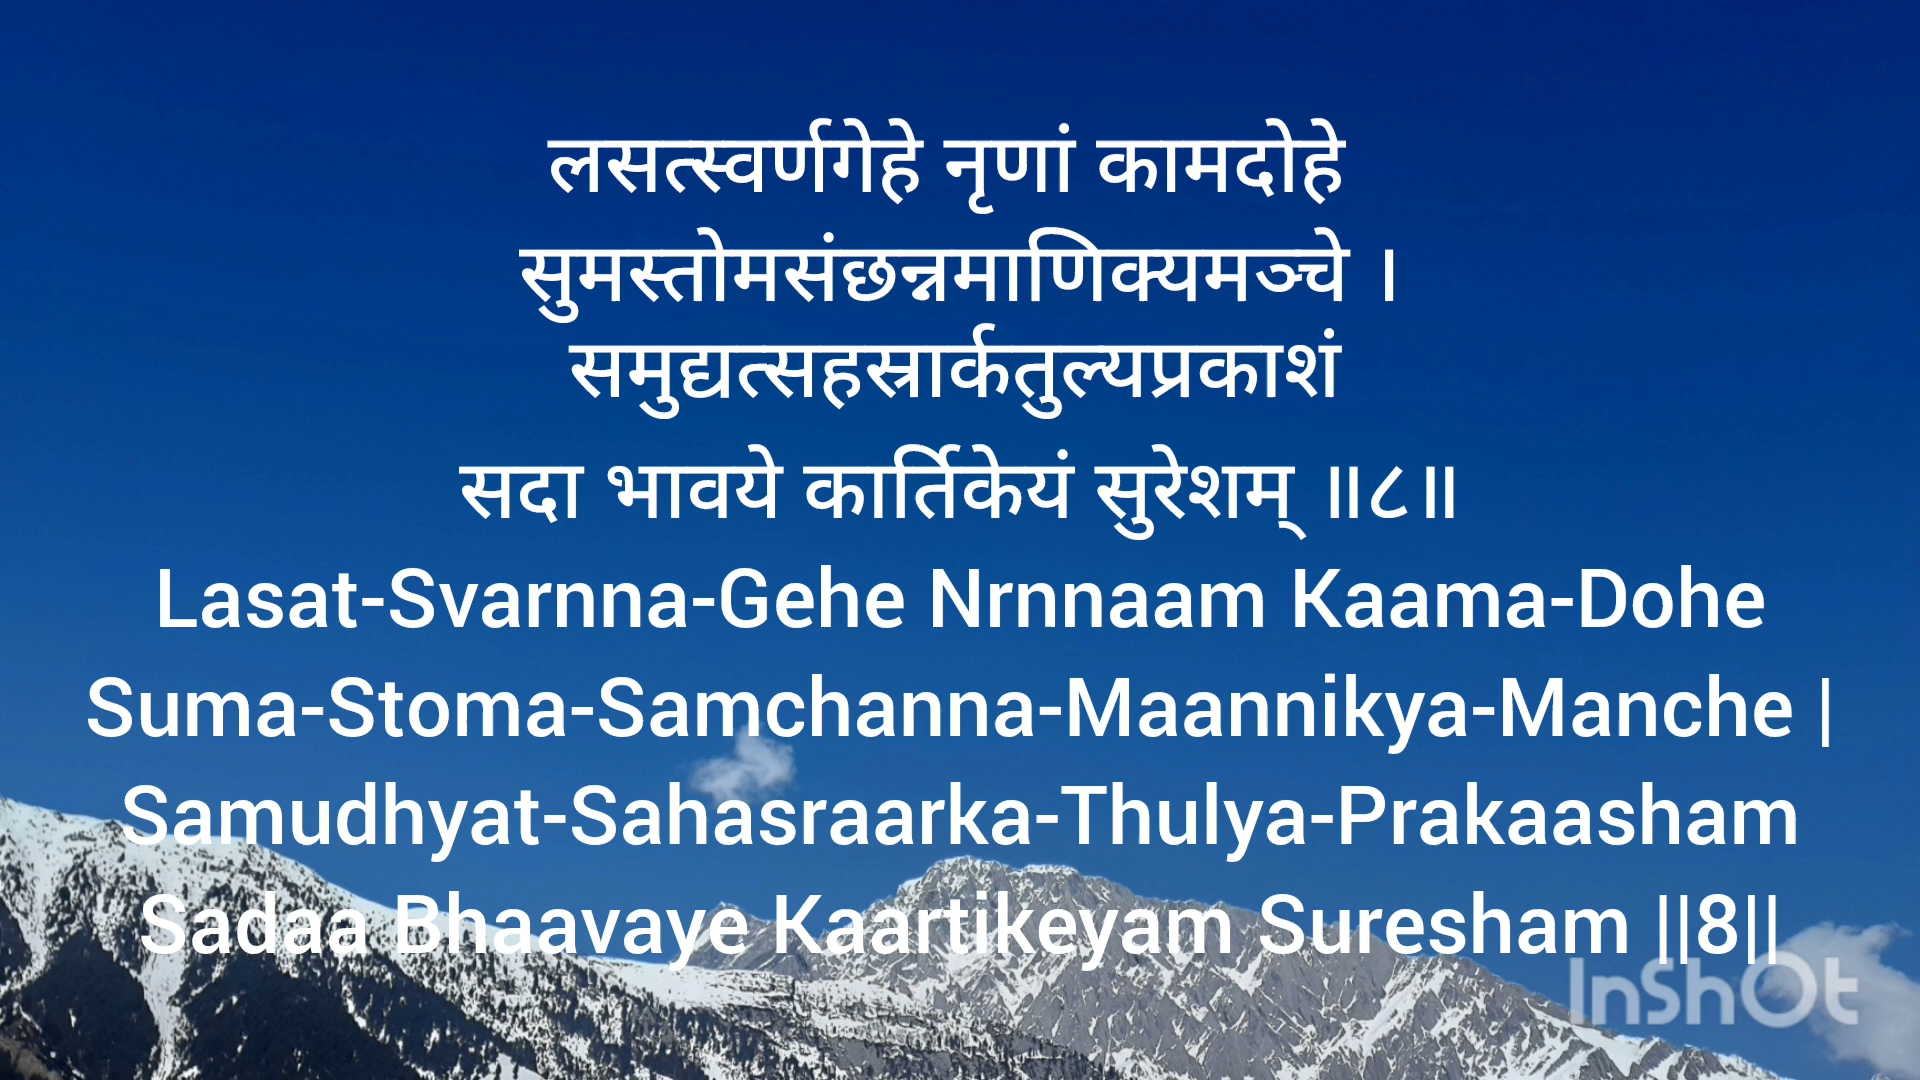 लसत्स्वर्णगेहे नृणां कामदोहे
सुमस्तोमसंछन्नमाणिक्यमञ्चे ।
समुद्यत्सहस्रार्कतुल्यप्रकाशं
सदा भावये कार्तिकेयं सुरेशम् ॥८॥
Lasat-Svarnna-Gehe Nrnnaam Kaama-Dohe
Suma-Stoma-Samchanna-Maannikya-Manche |
Samudhyat-Sahasraarka-Thulya-Prakaasham
Sadaa Bhaavaye Kaartikeyam Suresham ||8||
InShOt